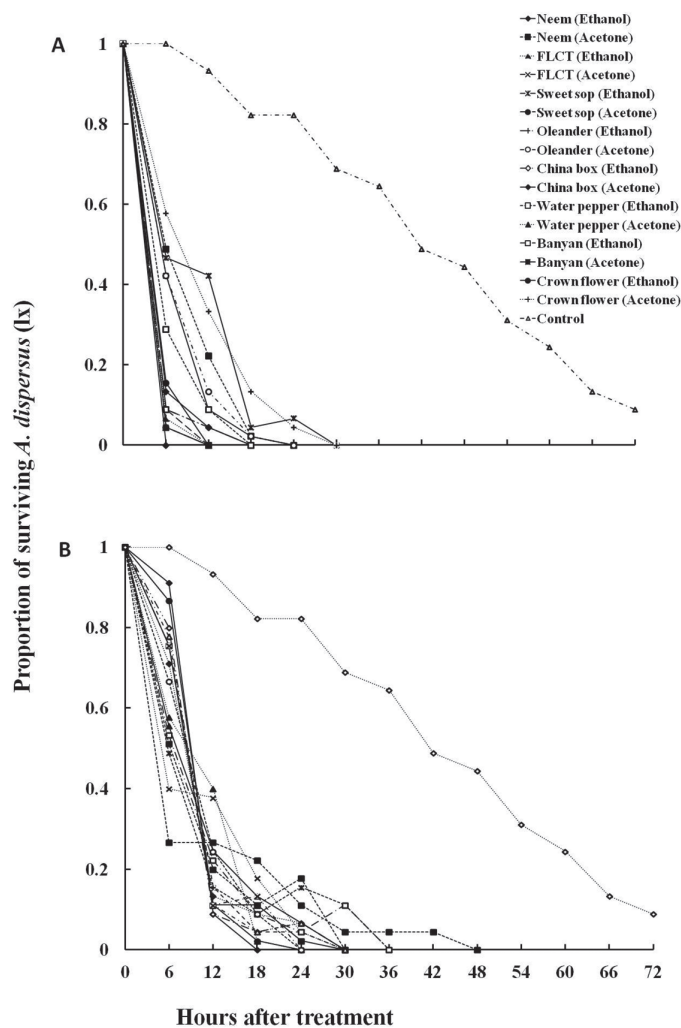 Neem (Ethanol)
Neem (Acetone)
FLCT (Ethanol)
FLCT (Acetone)
Sweet sop (Ethanol)
Sweet sop (Acetone)
Oleander (Ethanol)
Oleander (Acetone)
China box (Ethanol)
China box (Acetone)
Water pepper (Ethanol)
Water pepper (Acetone)
Banyan (Ethanol)
Banyan (Acetone)
Crown flower (Ethanol)
Crown flower (Acetone)
Control
A
1
0.8
0.6
0.4
0.2
0
Proportion of surviving A. dispersus (lx)
B
1
0.8
0.6
0.4
0.2
0
0 6 12 18 24 30 36 42 48 54 60 66 72
Hours after treatment